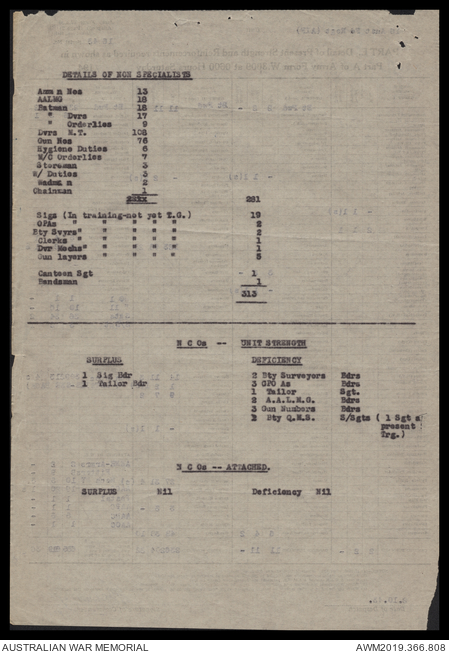 DETAILS OF NON SPECIALISTS
Amm n Nos 13
AALMG 18
Batman 18
" Dvrs 17
" Orderlies 9
Dvrs M.T. 108
Gun Nos 76
Hygiene Duties 6
W/C Orderlies 7
Storeman 3
W/ Duties 3
Wadm n 2
Chainman 1
281
Sigs (In training-not yet T.G.) 19
OPAs " " " " " 2
Bty Svyrs" " " " " 2
Clerks " " " " " 1
Dvr Mechs" " " " " 1
Gun layers " " " " 5
Canteen Sgt 1
Bandsman 1
313
N C Os -- UNIT STRENGTH
SURPLUS DEFICIENCY
1 Sig Bdr 2 Bty Surveyors Bdrs
1 Tailor Bdr 3 GPO As Bdrs
1 Tailor Sgt.
2 A.A.L.M.G. Bdrs
3 Gun Numbers Bdrs
Bty Q.M.S. S/Sgts ( 1 Sgt a
present
Trg.)
N C Os -- ATTACHED.
SURPLUS Nil Deficiency Nil
AUSTRALIAN WAR MEMORIAL AWM2019.366.808